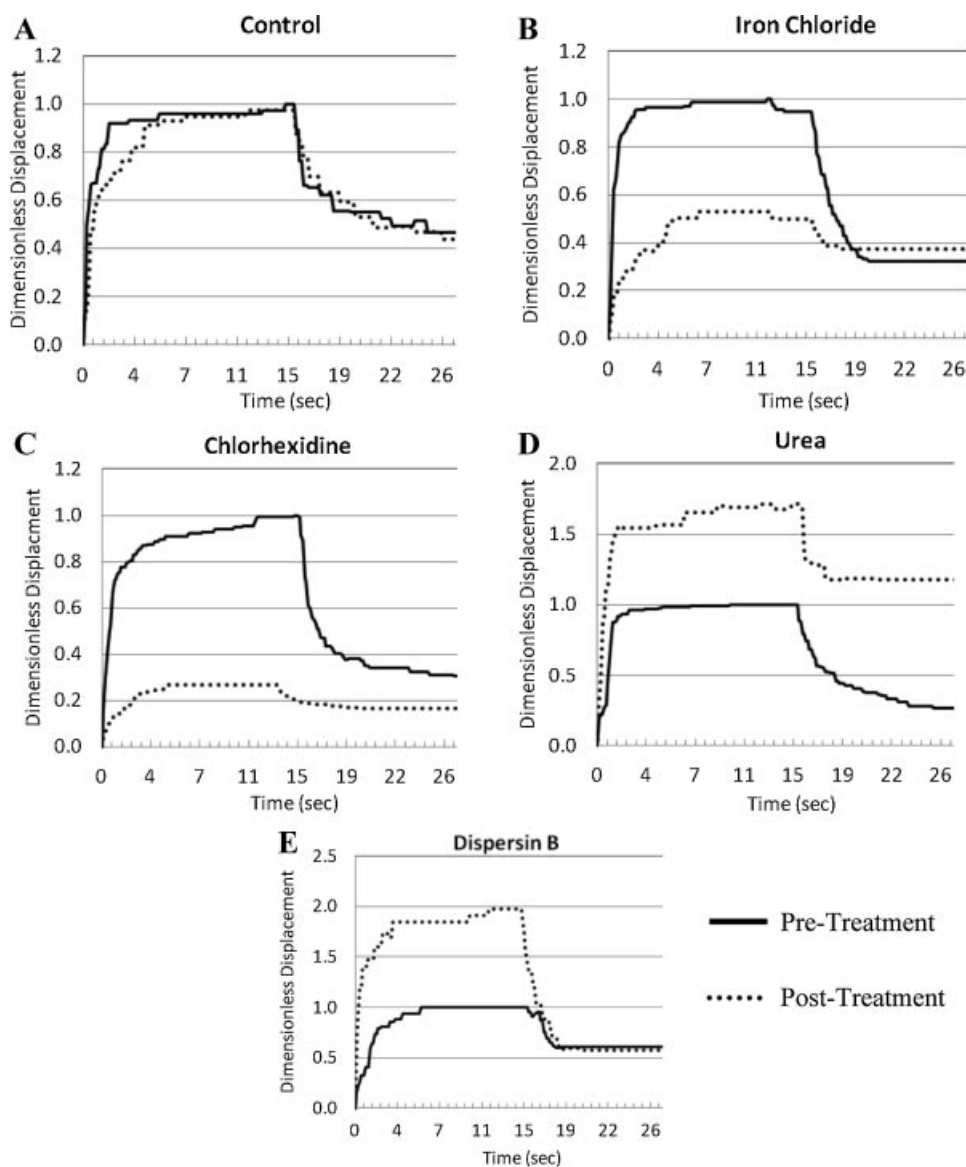 A
Control
Dimensionless Displacement
1.2
1.0
0.8
0.6
0.4
0.2
0.0
0 4 7 11 15 19 22 26
Time (sec)
B
Iron Chloride
Dimensionless Dsiplacement
1.2
1.0
0.8
0.6
0.4
0.2
0.0
0 4 7 11 15 19 22 26
Time (sec)
C
Chlorhexidine
Dimensionless Displacment
1.2
1.0
0.8
0.6
0.4
0.2
0.0
0 4 7 11 15 19 22 26
Time (sec)
D
Urea
Dimensionless Displacement
2.0
1.5
1.0
0.5
0.0
0 4 7 11 15 19 22 26
Time (sec)
E
Dispersin B
Dimensionless Displacement
2.5
2.0
1.5
1.0
0.5
0.0
0 4 7 11 15 19 22 26
Time (sec)
Pre-Treatment
Post-Treatment